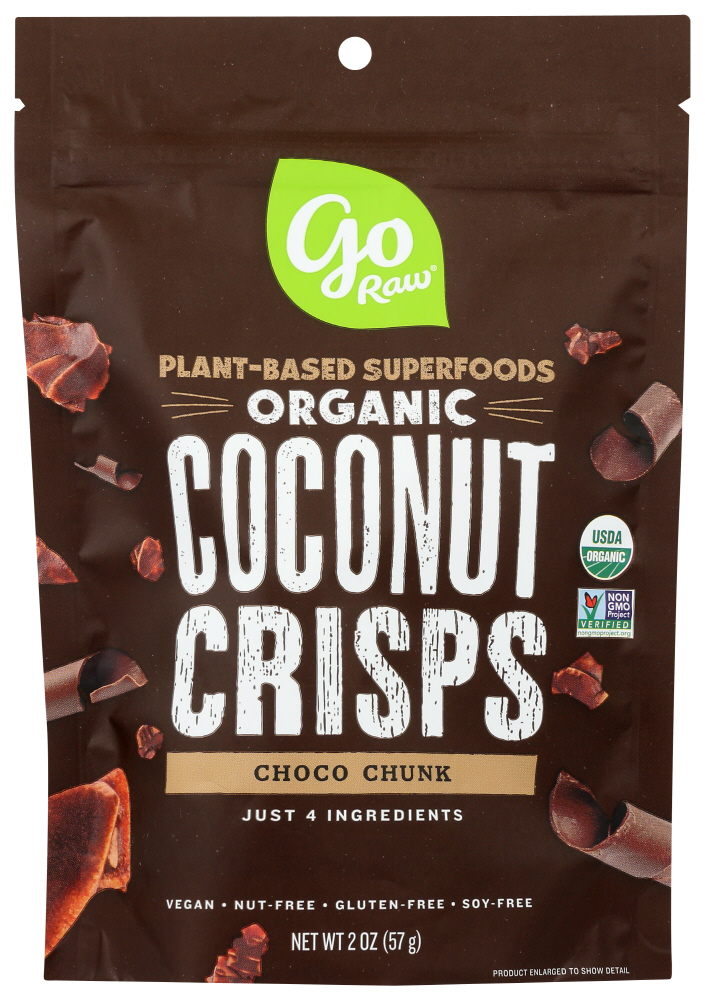 go
Raw®
PLANT-BASED SUPERFOODS
ORGANIC
COCONUT
CRISPS
USDA
ORGANIC
NON
GMO
Project
VERIFIED
nongmoproject.org
CHOCO CHUNK
JUST 4 INGREDIENTS
VEGAN • NUT-FREE • GLUTEN-FREE • SOY-FREE
NET WT 2 OZ (57 g)
PRODUCT ENLARGED TO SHOW DETAIL